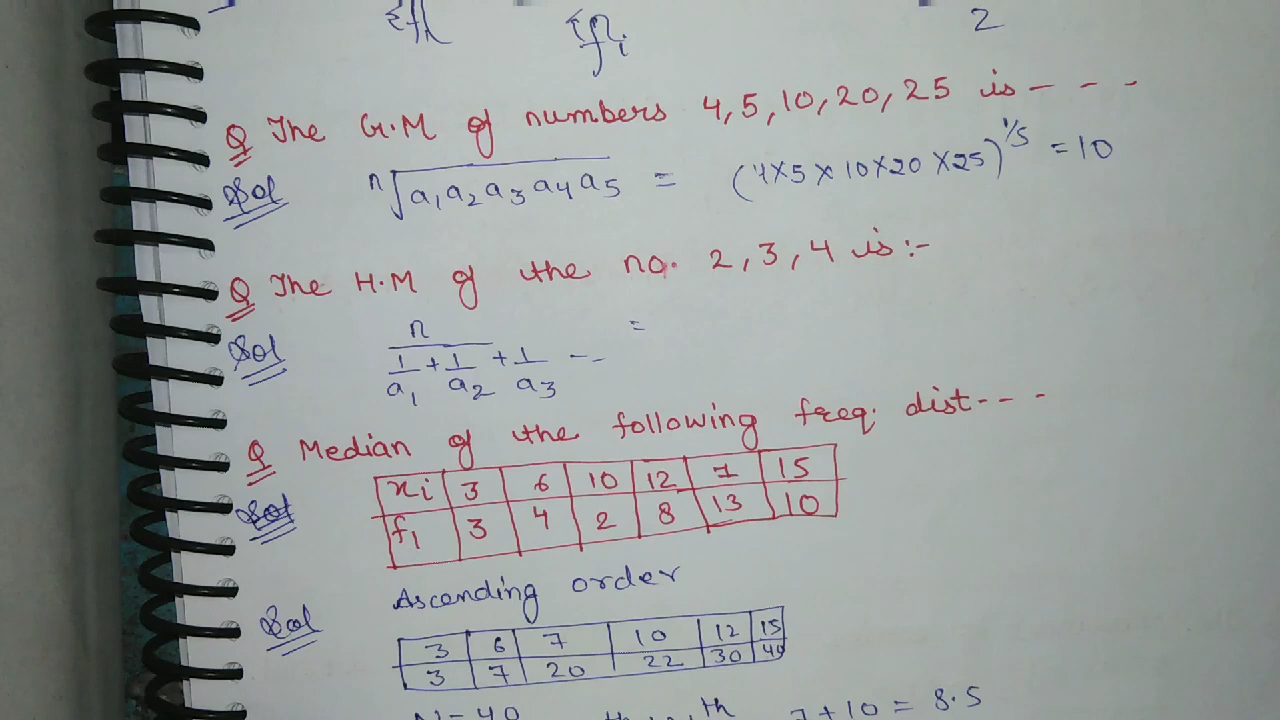 Σfi Σfi 2
Q The G.M of numbers 4, 5, 10, 20, 25 is - - -
Sol n√a₁a₂a₃a₄a₅ = (4×5×10×20×25)^1/5 = 10
Q The H.M of the no. 2, 3, 4 is :-
Sol n/(1/a₁ + 1/a₂ + 1/a₃ -- =
Q Median of the following freq. dist - - -
Sol
xi 3 6 10 12 7 15
f1 3 4 2 8 13 10
Ascending order
Sol
3 6 7 10 12 15
3 7 20 22 30 40
N = 40 th th 7+10 = 8.5